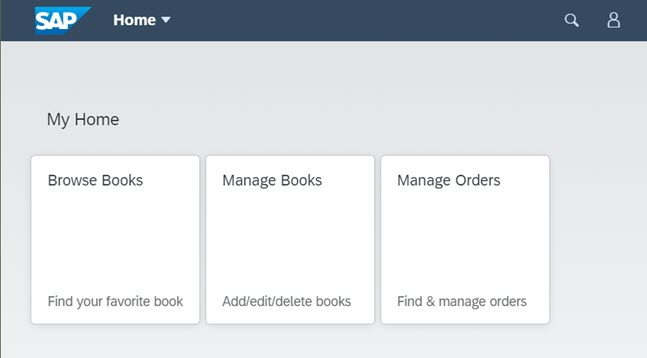 SAP Home
My Home
Browse Books
Find your favorite book
Manage Books
Add/edit/delete books
Manage Orders
Find & manage orders